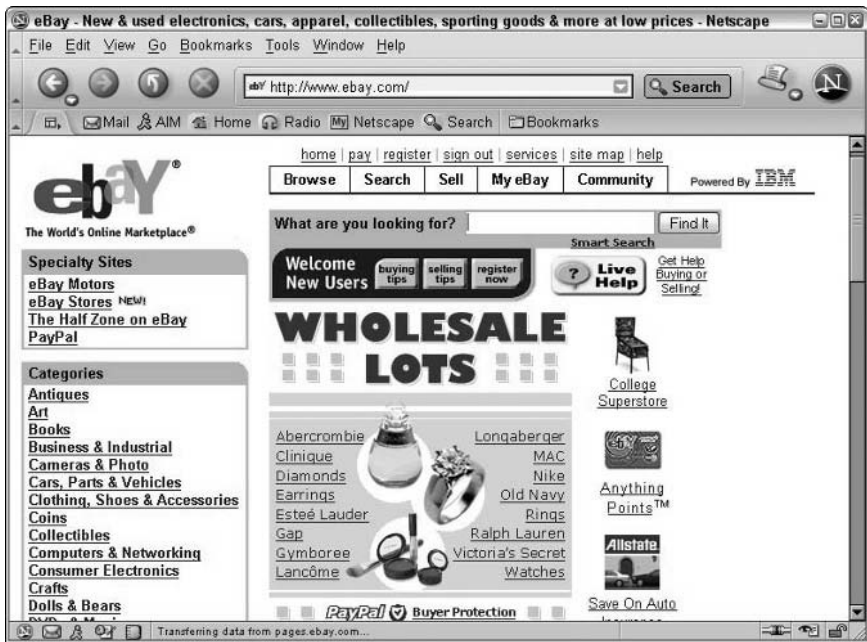 eBay - New & used electronics, cars, apparel, collectibles, sporting goods & more at low prices - Netscape
File Edit View Go Bookmarks Tools Window Help
ebY http://www.ebay.com/ Search N
Mail AIM Home Radio My Netscape Search Bookmarks
home | pay | register | sign out | services | site map | help
ebaY®
Browse Search Sell My eBay Community Powered By IBM
The World's Online Marketplace®
What are you looking for? Find It
Smart Search
Specialty Sites
eBay Motors
eBay Stores NEW!
The Half Zone on eBay
PayPal
Welcome New Users
buying tips
selling tips
register now
? Live Help
Get Help
Buying or
Selling!
Categories
Antiques
Art
Books
Business & Industrial
Cameras & Photo
Cars, Parts & Vehicles
Clothing, Shoes & Accessories
Coins
Collectibles
Computers & Networking
Consumer Electronics
Crafts
Dolls & Bears
WHOLESALE
LOTS
Abercrombie
Clinique
Diamonds
Earrings
Esteé Lauder
Gap
Gymboree
Lancôme
Longaberger
MAC
Nike
Old Navy
Rings
Ralph Lauren
Victoria's Secret
Watches
PayPal Buyer Protection
College
Superstore
ebY
Anything
Points™
Allstate
Save On Auto
Transferring data from pages.ebay.com...